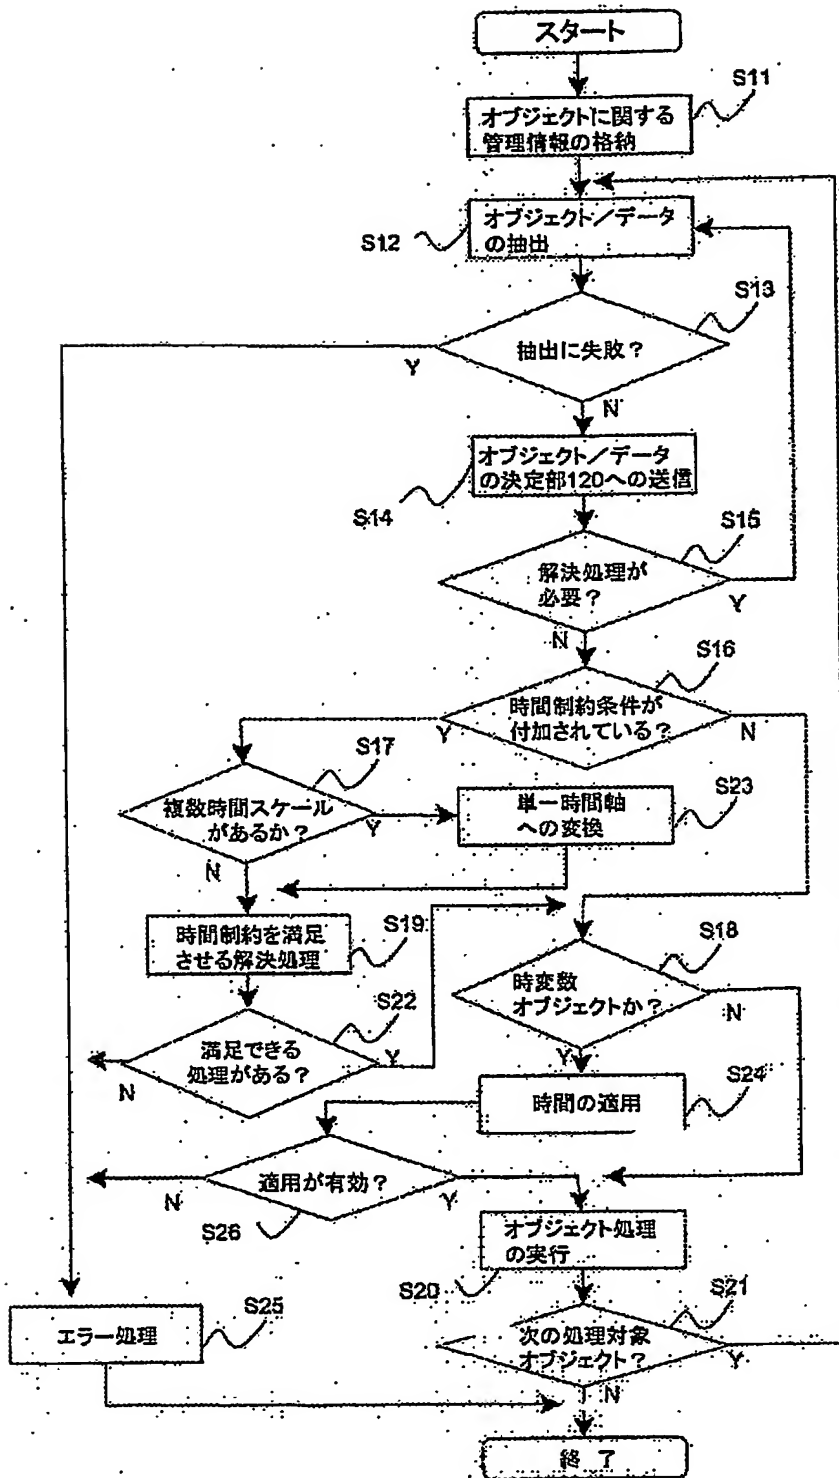 スタート
S11
オブジェクトに関する
管理情報の格納
S12
オブジェクト／データ
の抽出
S13
抽出に失敗？
Y
N
オブジェクト／データ
の決定部120への送信
S14
S15
解決処理が
必要？
Y
N
S16
時間制約条件が
付加されている？
Y
N
S17
複数時間スケール
があるか？
Y
N
単一時間軸
への変換
S23
時間制約を満足
させる解決処理
S19
S18
時変数
オブジェクトか？
N
Y
S22
満足できる
処理がある？
Y
N
時間の適用
S24
適用が有効？
N
Y
S26
オブジェクト処理
の実行
S20
S25
エラー処理
S21
次の処理対象
オブジェクト？
Y
N
終 了